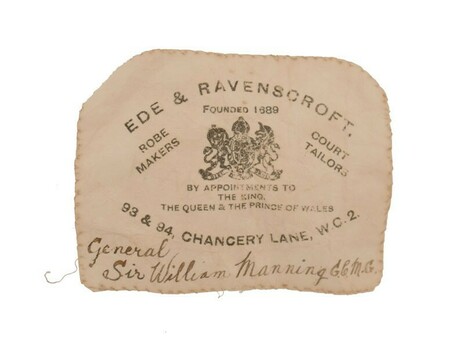 EDE & RAVENSCROFT,
FOUNDED 1689
ROBE MAKERS
COURT TAILORS
BY APPOINTMENTS TO
THE KING,
THE QUEEN & THE PRINCE OF WALES
93 & 94, CHANCERY LANE, W.C.2.
General
Sir William Manning G.C.M.G.